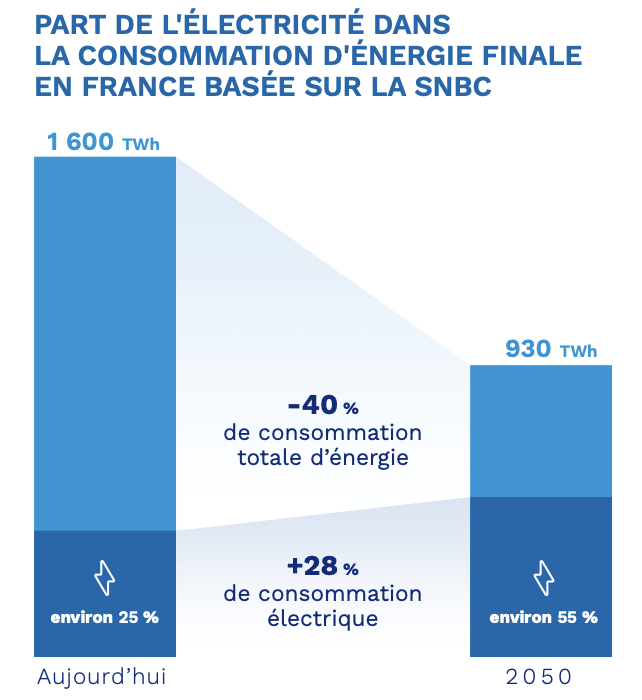 PART DE L'ÉLECTRICITÉ DANS
LA CONSOMMATION D'ÉNERGIE FINALE
EN FRANCE BASÉE SUR LA SNBC
1 600 TWh
930 TWh
-40 %
de consommation
totale d’énergie
+28 %
de consommation
électrique
environ 25 %
environ 55 %
Aujourd’hui
2050